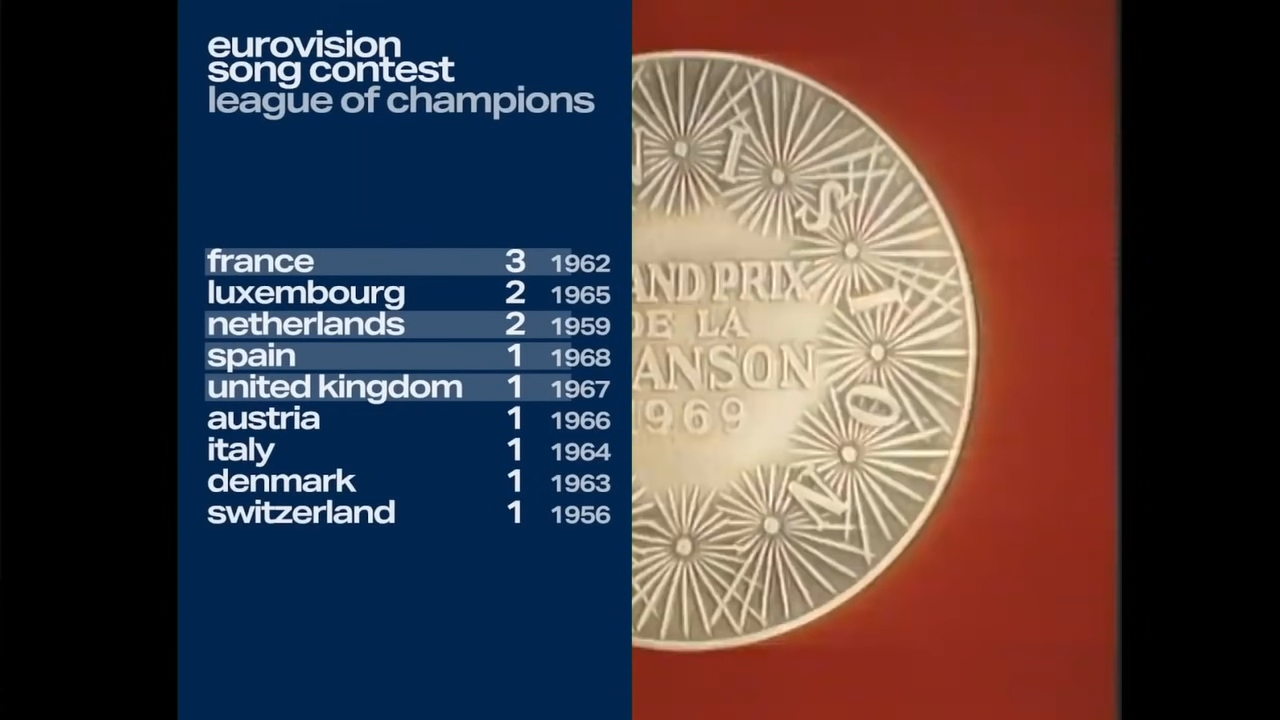 eurovision
song contest
league of champions
france 3 1962
luxembourg 2 1965
netherlands 2 1959
spain 1 1968
united kingdom 1 1967
austria 1 1966
italy 1 1964
denmark 1 1963
switzerland 1 1956
N I S I O N
AND PRIX
DE LA
ANSON
1969